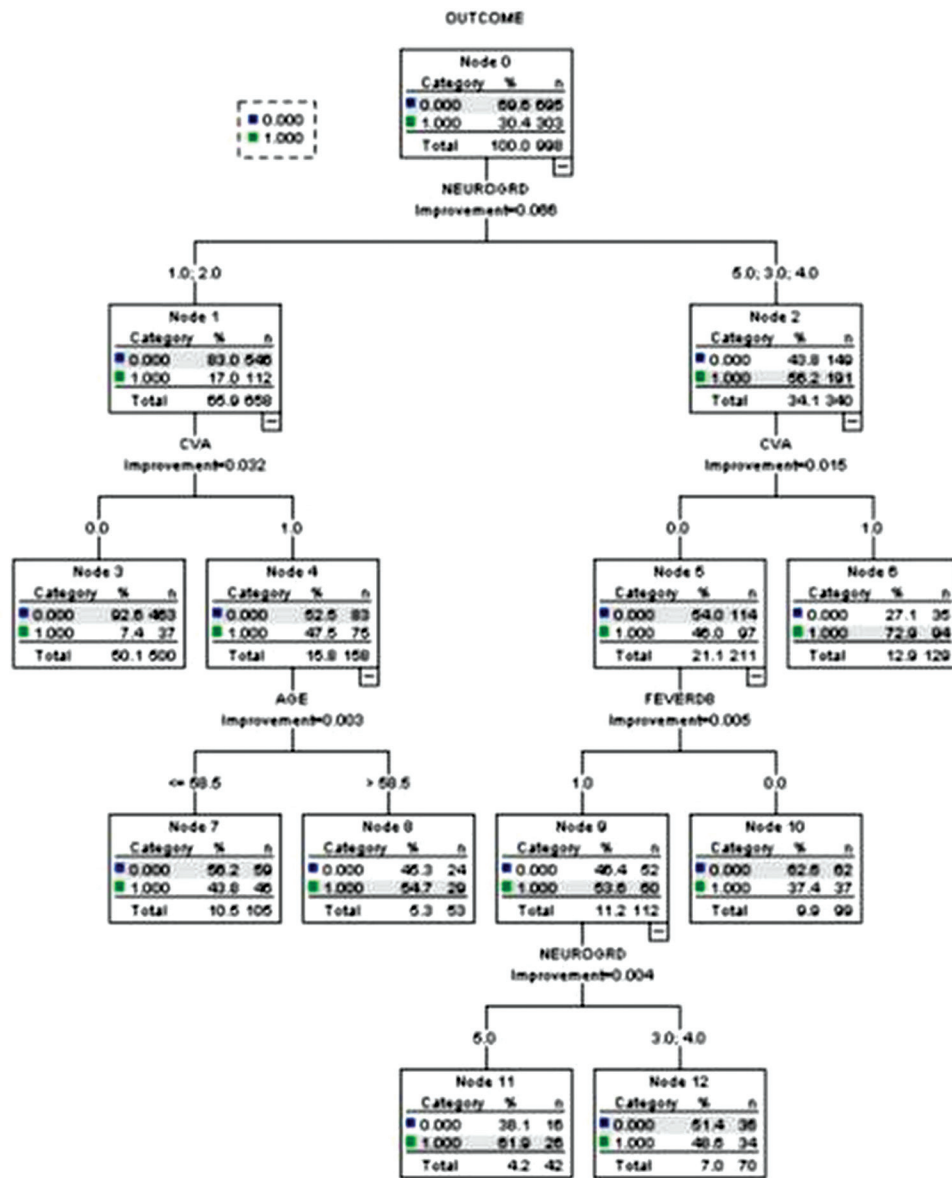 OUTCOME
0.000
1.000
Node 0
Category % n
0.000 69.6 695
1.000 30.4 303
Total 100.0 998
NEUROGRD
Improvement=0.066
1.0; 2.0
5.0; 3.0; 4.0
Node 1
Category % n
0.000 83.0 546
1.000 17.0 112
Total 65.9 658
Node 2
Category % n
0.000 43.8 149
1.000 56.2 191
Total 34.1 340
CVA
Improvement=0.032
CVA
Improvement=0.015
0.0
1.0
0.0
1.0
Node 3
Category % n
0.000 92.6 463
1.000 7.4 37
Total 50.1 500
Node 4
Category % n
0.000 52.5 83
1.000 47.5 75
Total 15.8 158
Node 5
Category % n
0.000 54.0 114
1.000 46.0 97
Total 21.1 211
Node 6
Category % n
0.000 27.1 35
1.000 72.9 94
Total 12.9 129
AGE
Improvement=0.003
FEVERD8
Improvement=0.005
<= 58.5
> 58.5
1.0
0.0
Node 7
Category % n
0.000 56.2 59
1.000 43.8 46
Total 10.5 105
Node 8
Category % n
0.000 45.3 24
1.000 54.7 29
Total 5.3 53
Node 9
Category % n
0.000 46.4 52
1.000 53.6 60
Total 11.2 112
Node 10
Category % n
0.000 62.6 62
1.000 37.4 37
Total 9.9 99
NEUROGRD
Improvement=0.004
5.0
3.0; 4.0
Node 11
Category % n
0.000 38.1 16
1.000 61.9 26
Total 4.2 42
Node 12
Category % n
0.000 51.4 36
1.000 48.6 34
Total 7.0 70